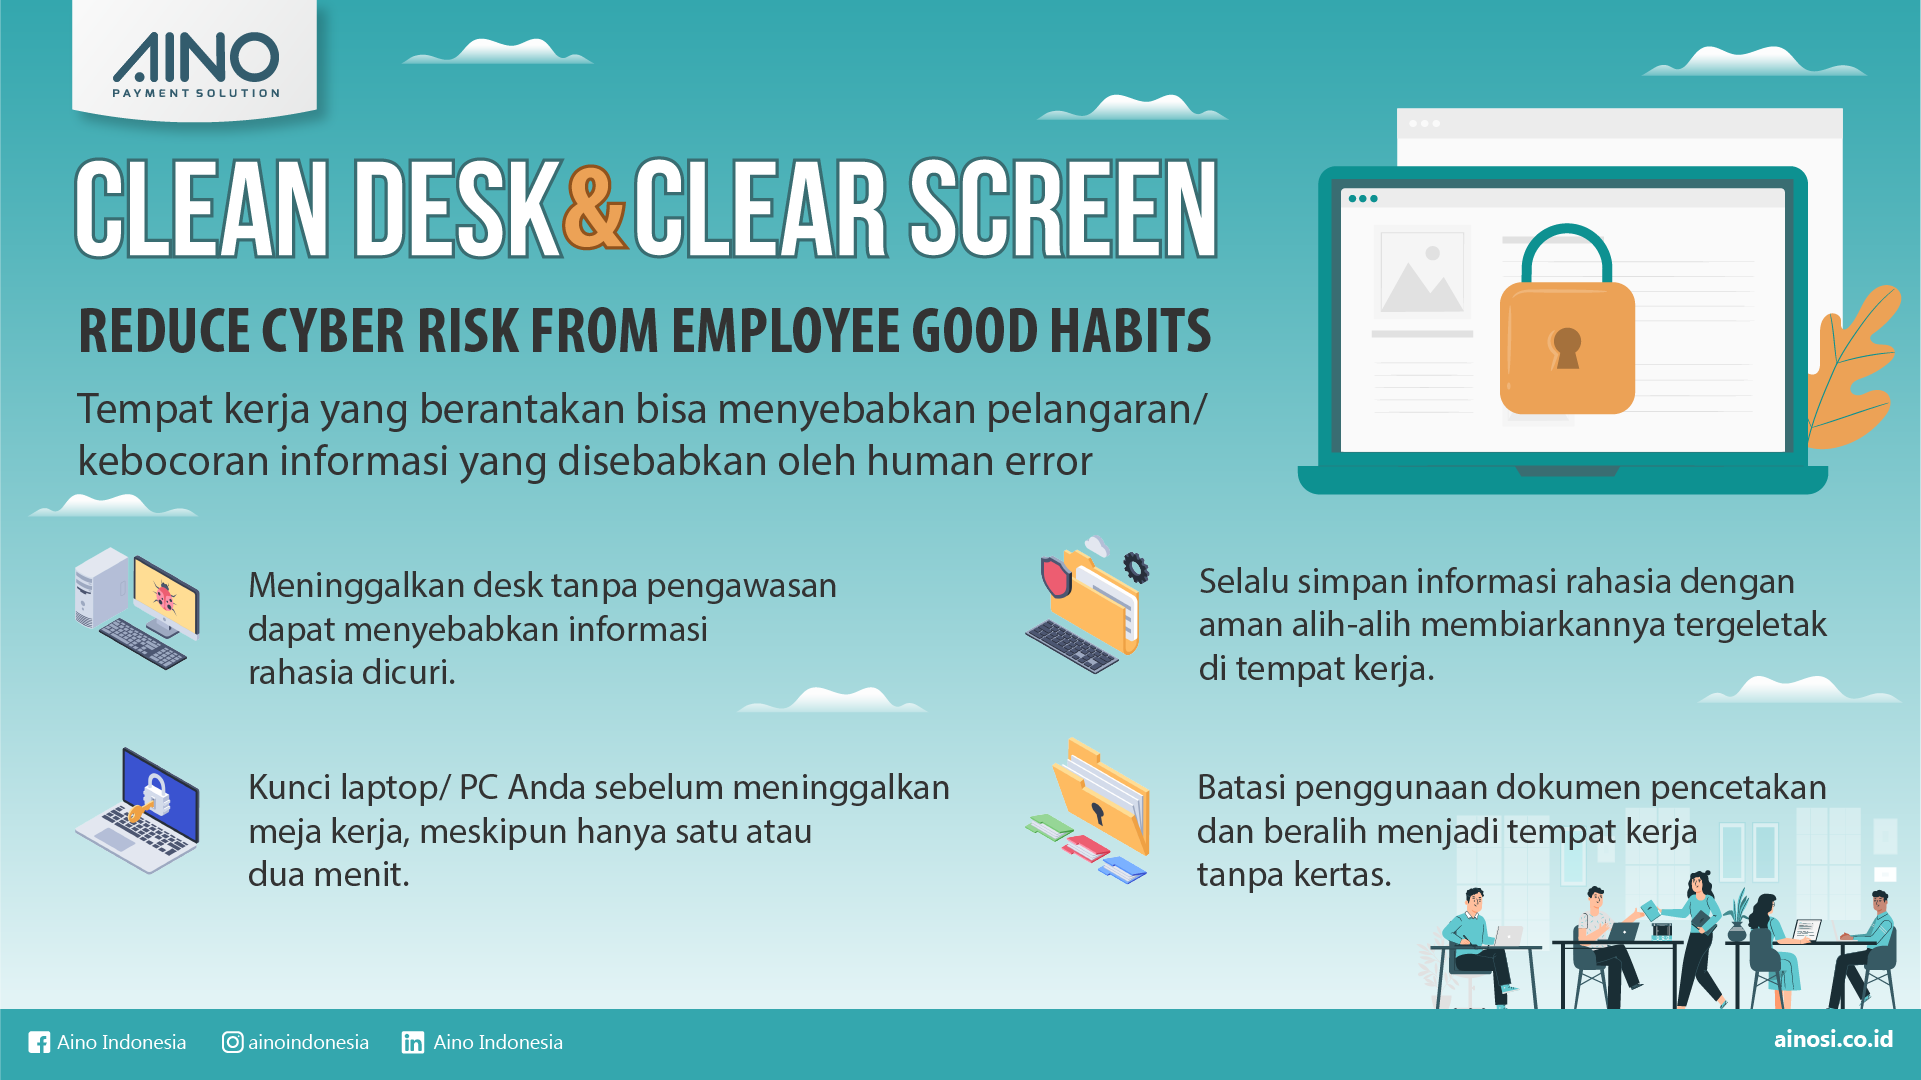 AINO
PAYMENT SOLUTION
CLEAN DESK & CLEAR SCREEN
REDUCE CYBER RISK FROM EMPLOYEE GOOD HABITS
Tempat kerja yang berantakan bisa menyebabkan pelangaran/
kebocoran informasi yang disebabkan oleh human error
Meninggalkan desk tanpa pengawasan
dapat menyebabkan informasi
rahasia dicuri.
Selalu simpan informasi rahasia dengan
aman alih-alih membiarkannya tergeletak
di tempat kerja.
Kunci laptop/ PC Anda sebelum meninggalkan
meja kerja, meskipun hanya satu atau
dua menit.
Batasi penggunaan dokumen pencetakan
dan beralih menjadi tempat kerja
tanpa kertas.
Aino Indonesia
ainoindonesia
Aino Indonesia
ainosi.co.id